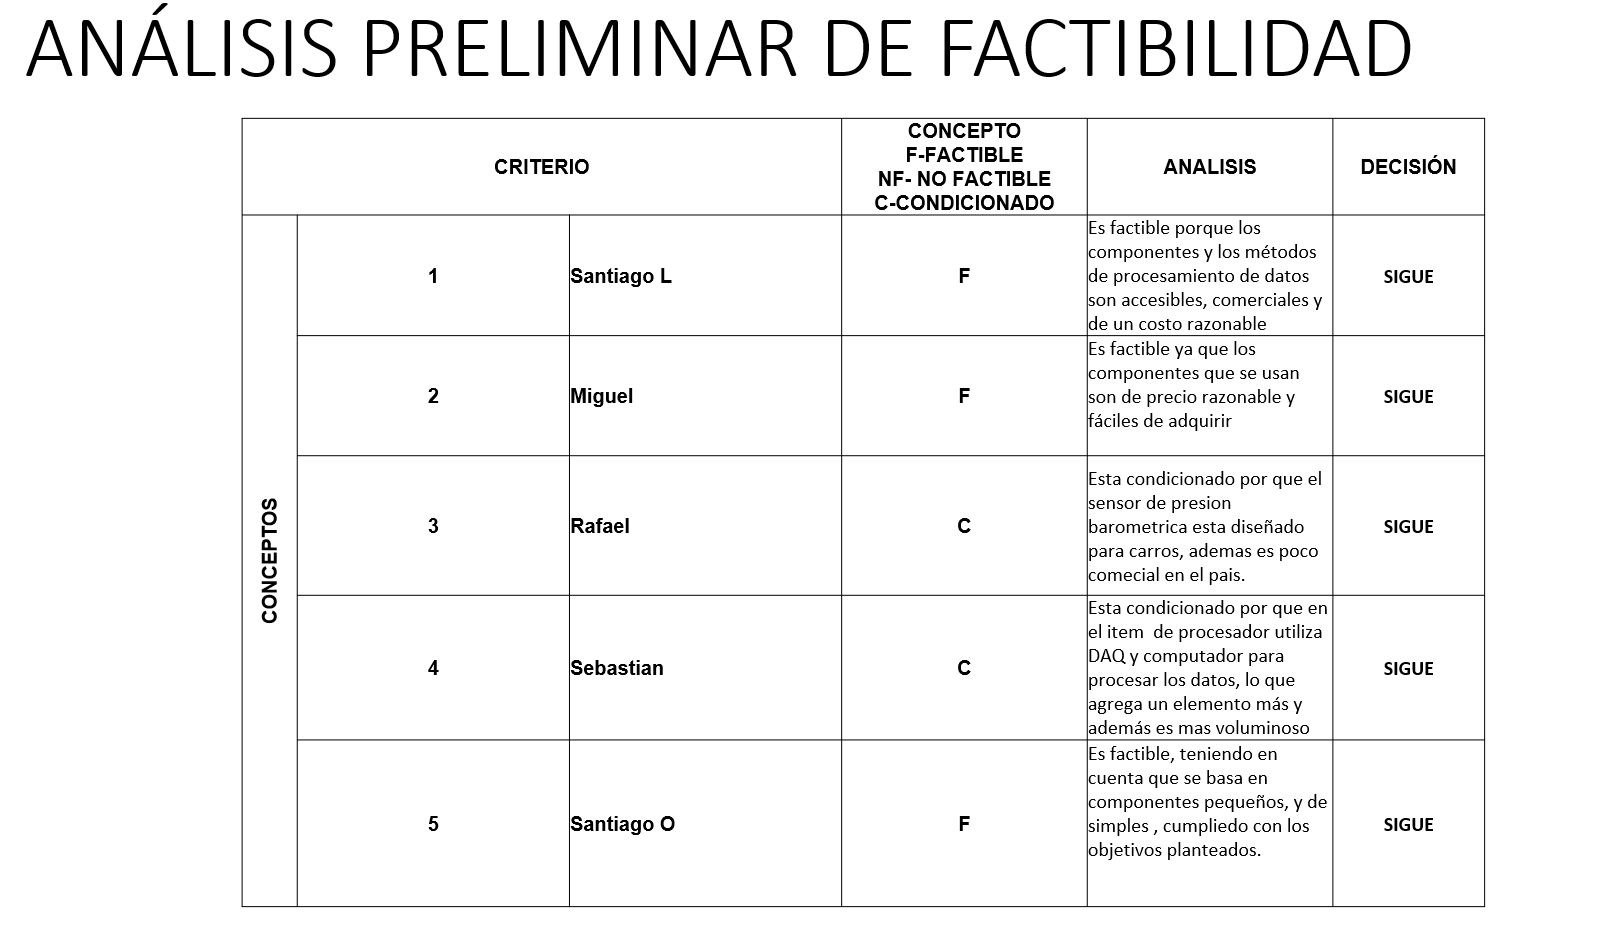 ANÁLISIS PRELIMINAR DE FACTIBILIDAD
CRITERIO
CONCEPTO
F-FACTIBLE
NF- NO FACTIBLE
C-CONDICIONADO
ANALISIS
DECISIÓN
CONCEPTOS
1
Santiago L
F
Es factible porque los
componentes y los métodos
de procesamiento de datos
son accesibles, comerciales y
de un costo razonable
SIGUE
2
Miguel
F
Es factible ya que los
componentes que se usan
son de precio razonable y
fáciles de adquirir
SIGUE
3
Rafael
C
Esta condicionado por que el
sensor de presion
barometrica esta diseñado
para carros, ademas es poco
comecial en el pais.
SIGUE
4
Sebastian
C
Esta condicionado por que en
el item  de procesador utiliza
DAQ y computador para
procesar los datos, lo que
agrega un elemento más y
además es mas voluminoso
SIGUE
5
Santiago O
F
Es factible, teniendo en
cuenta que se basa en
componentes pequeños, y de
simples , cumpliedo con los
objetivos planteados.
SIGUE